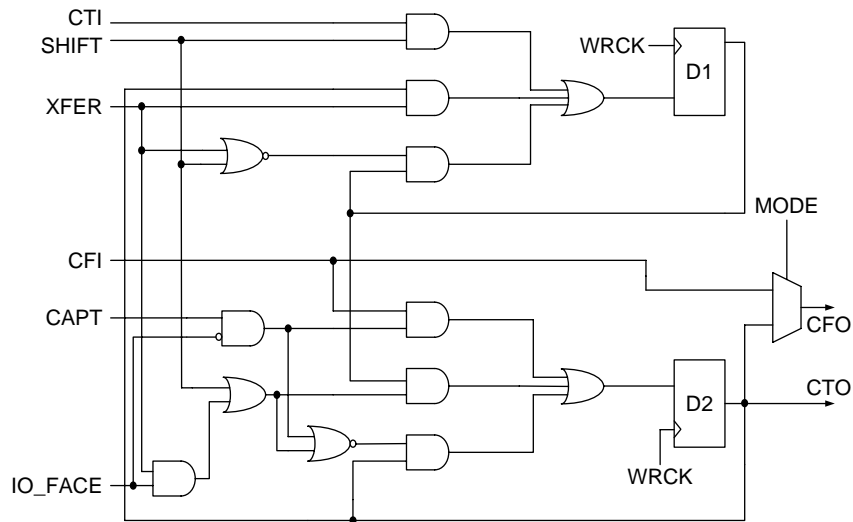 CTI
SHIFT
WRCK
D1
XFER
MODE
CFI
CAPT
CFO
D2
CTO
WRCK
IO_FACE